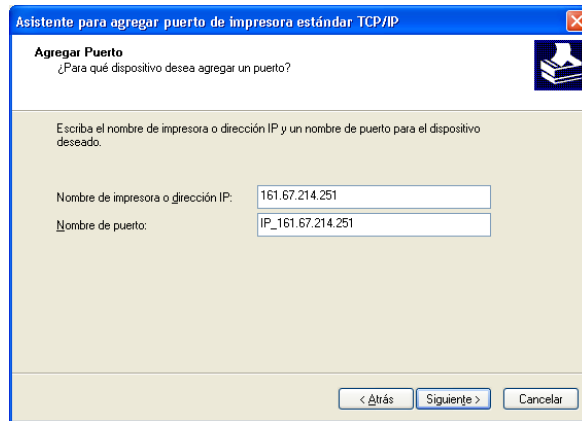 Asistente para agregar puerto de impresora estándar TCP/IP
Agregar Puerto
¿Para qué dispositivo desea agregar un puerto?
Escriba el nombre de impresora o dirección IP y un nombre de puerto para el dispositivo
deseado.
Nombre de impresora o dirección IP: 161.67.214.251
Nombre de puerto: IP_161.67.214.251
< Atrás Siguiente > Cancelar